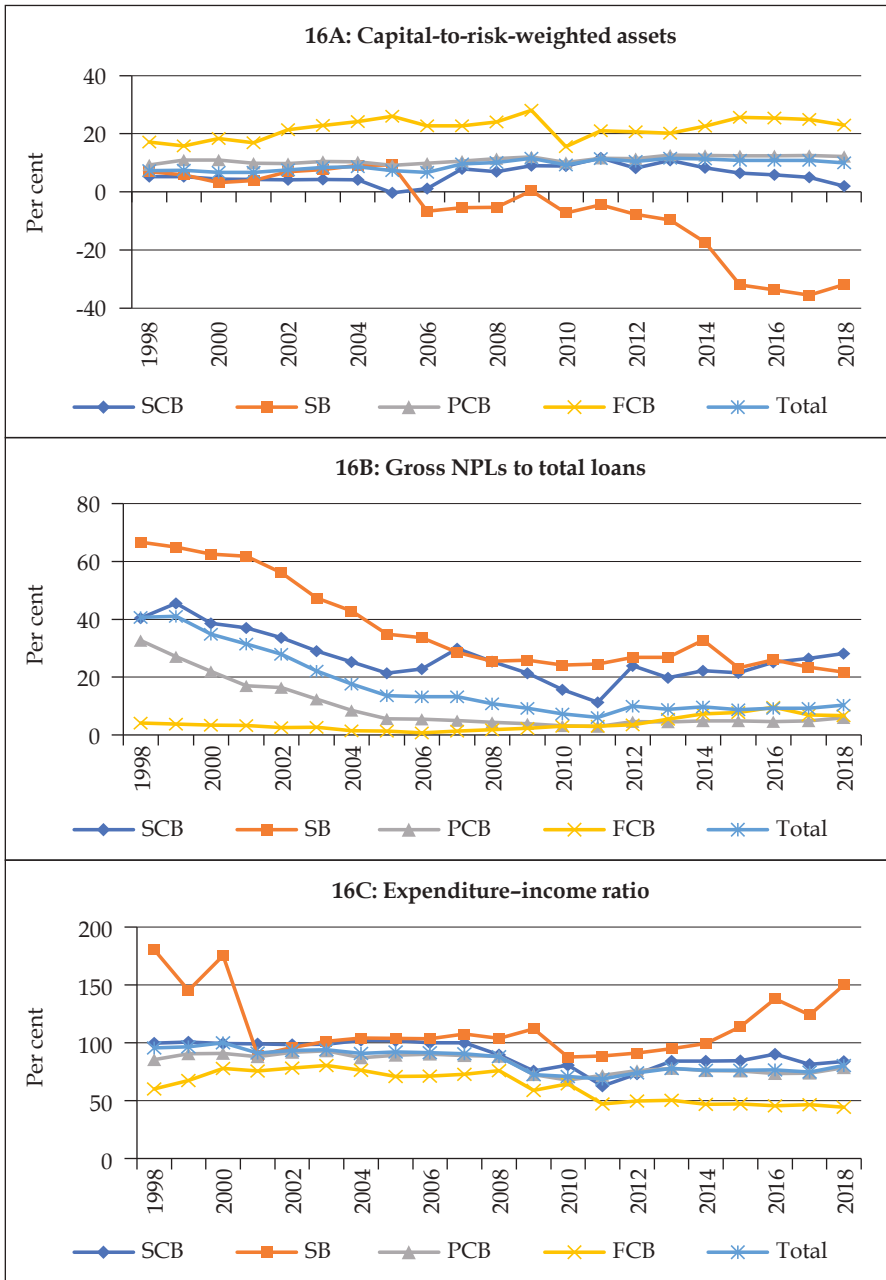 16A: Capital-to-risk-weighted assets
Per cent
40
20
0
-20
-40
1998 2000 2002 2004 2006 2008 2010 2012 2014 2016 2018
SCB SB PCB FCB Total
16B: Gross NPLs to total loans
Per cent
80
60
40
20
0
1998 2000 2002 2004 2006 2008 2010 2012 2014 2016 2018
SCB SB PCB FCB Total
16C: Expenditure–income ratio
Per cent
200
150
100
50
0
1998 2000 2002 2004 2006 2008 2010 2012 2014 2016 2018
SCB SB PCB FCB Total